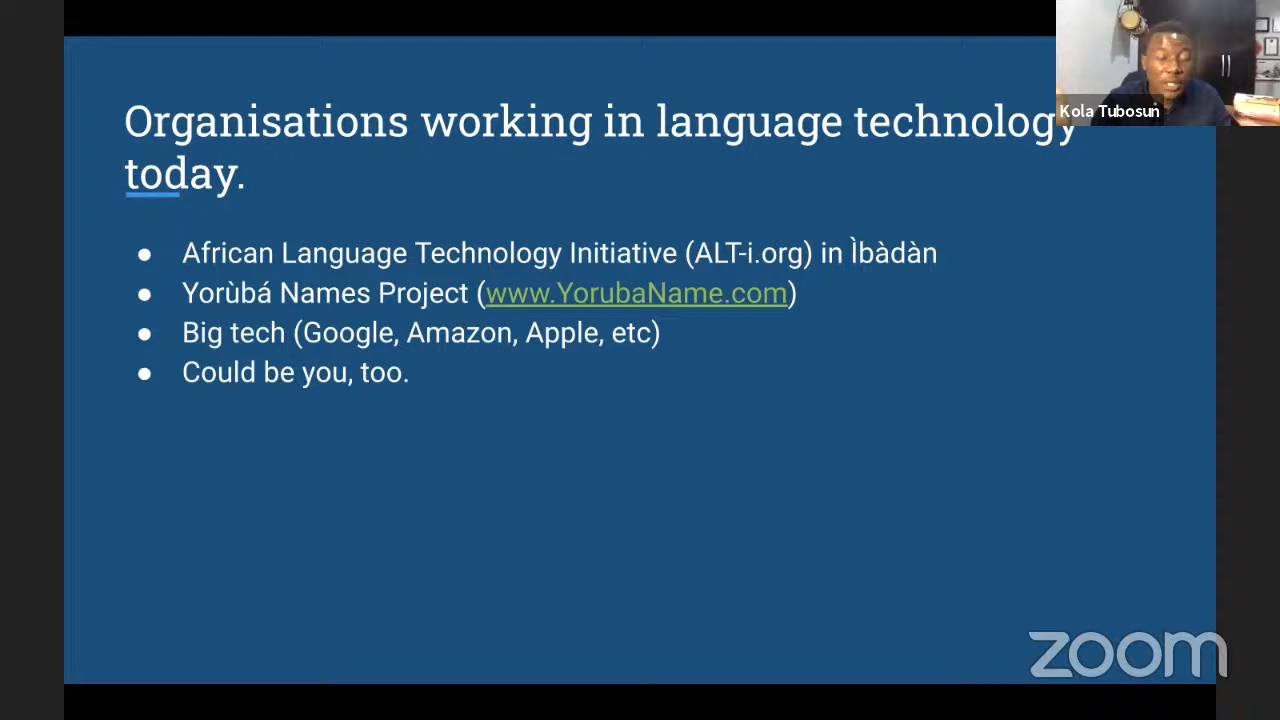 Organisations working in language technology
today.
● African Language Technology Initiative (ALT-i.org) in Ìbàdàn
● Yorùbá Names Project (www.YorubaName.com)
● Big tech (Google, Amazon, Apple, etc)
● Could be you, too.
Kola Tubosun
zoom